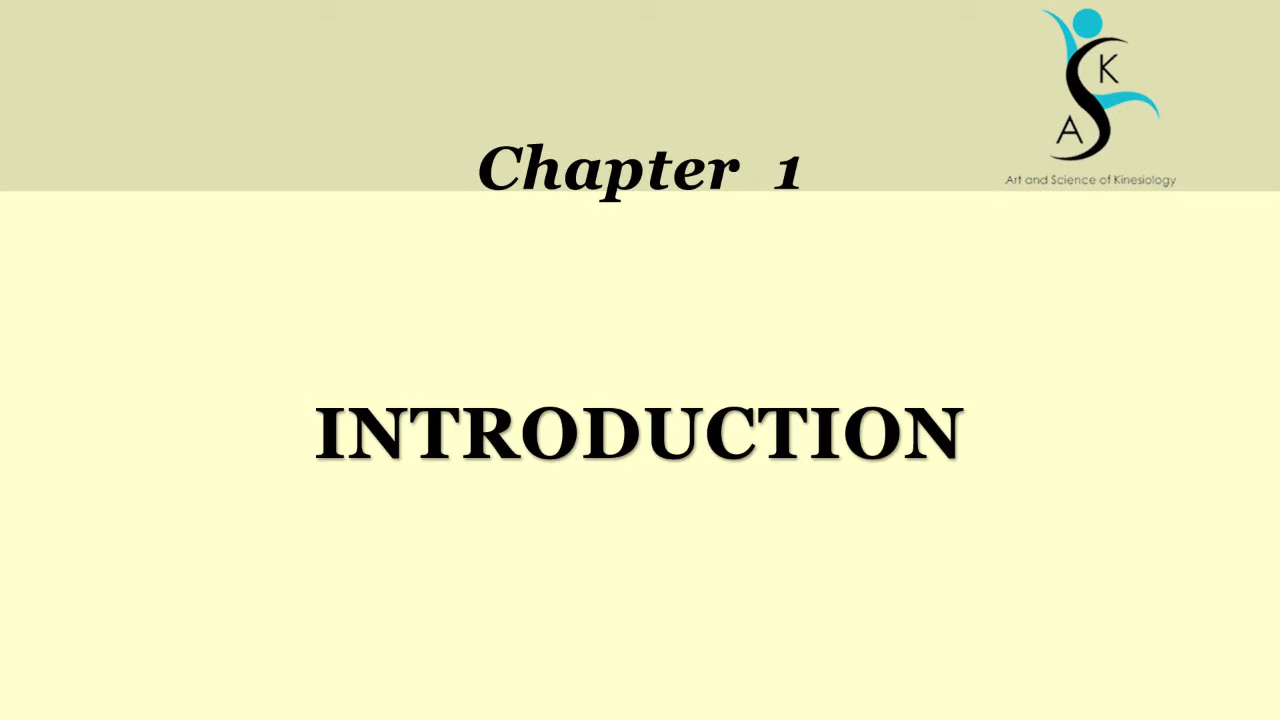 K
A
Art and Science of Kinesiology
Chapter 1
INTRODUCTION